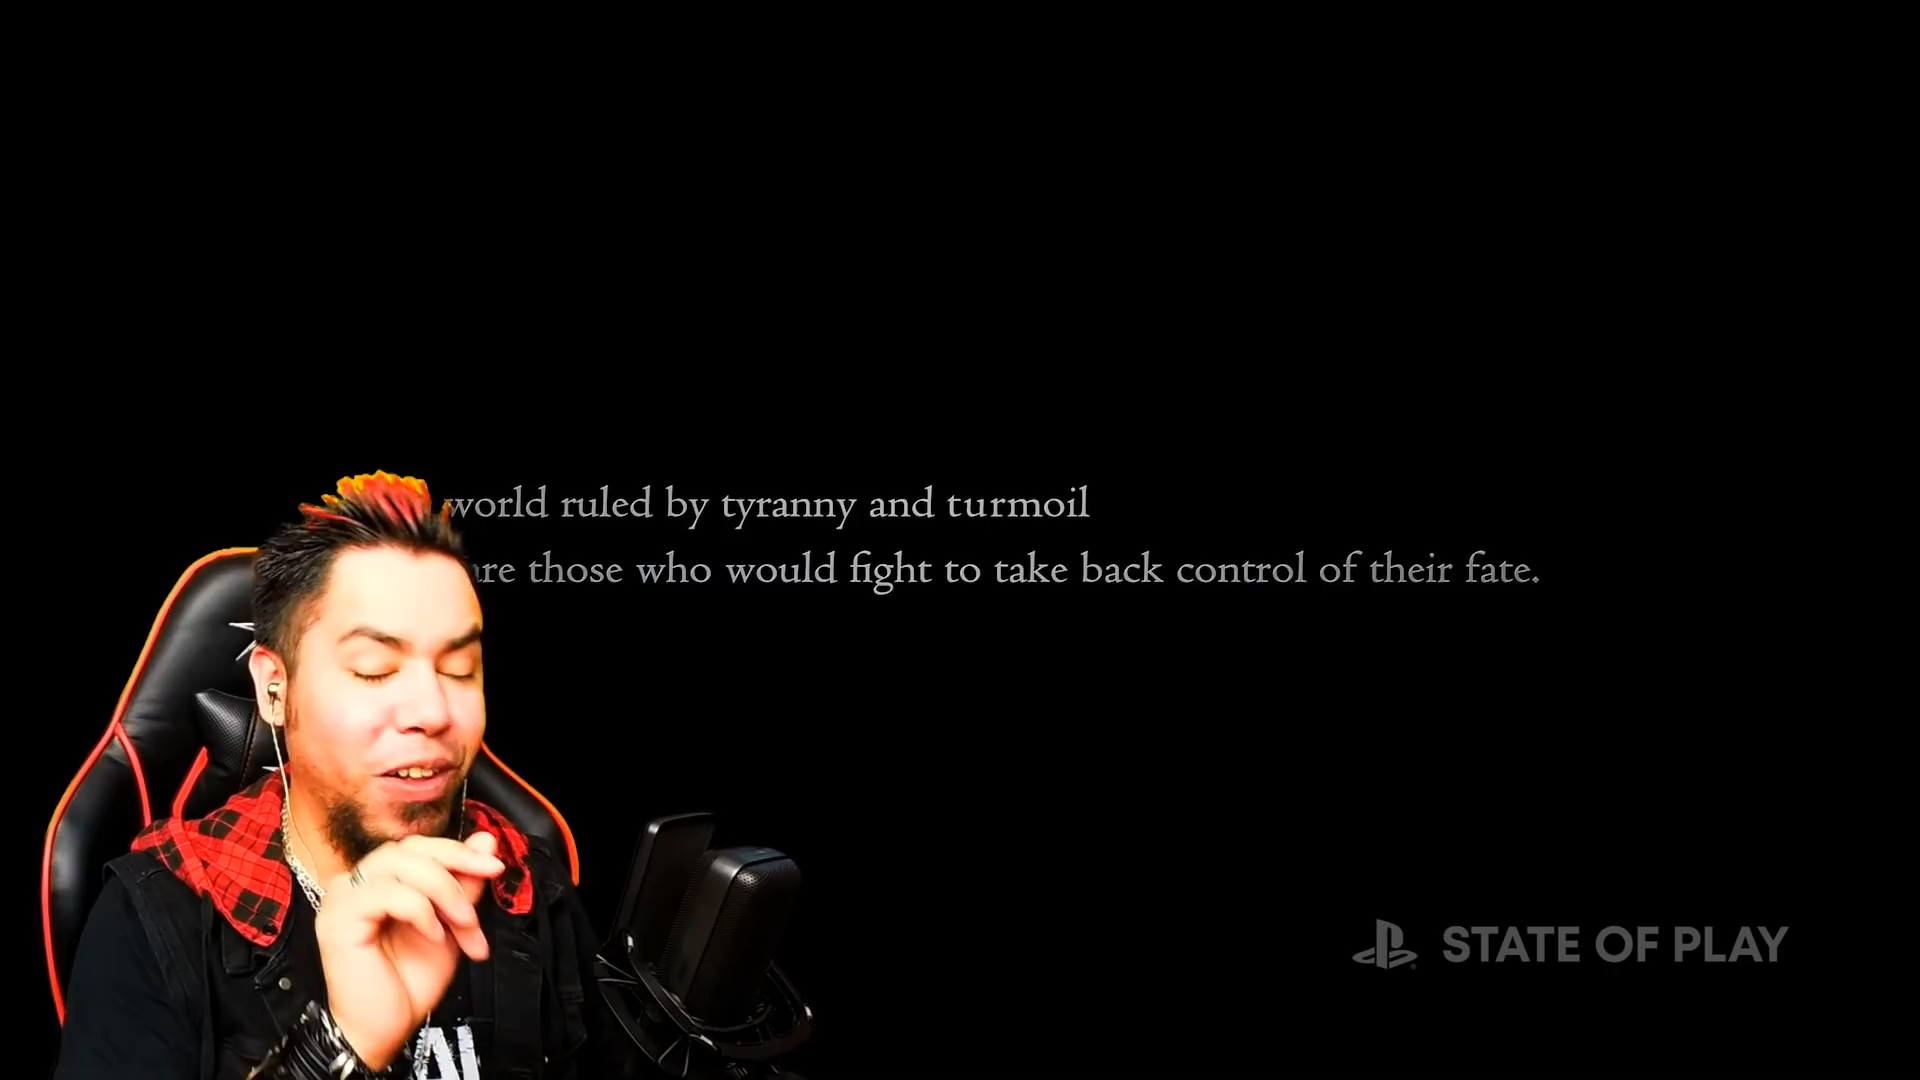 world ruled by tyranny and turmoil
are those who would fight to take back control of their fate.
STATE OF PLAY